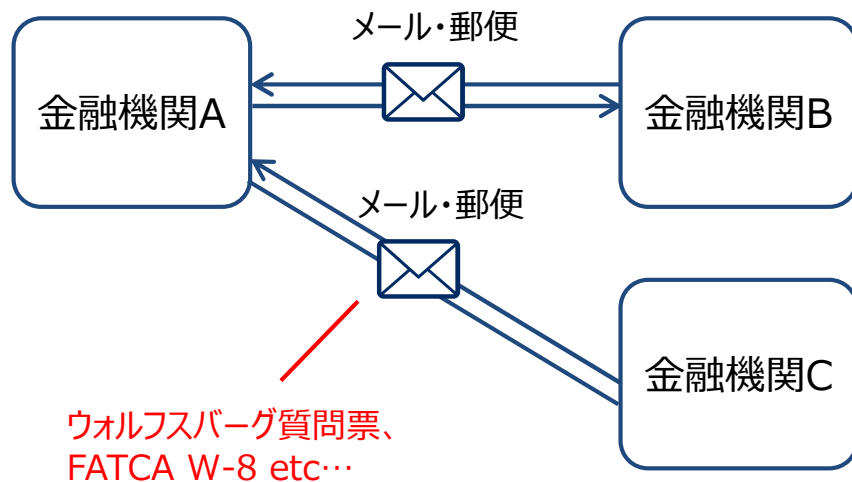 メール・郵便
金融機関A
金融機関B
メール・郵便
金融機関C
ウォルフスバーグ質問票、
FATCA W-8 etc…